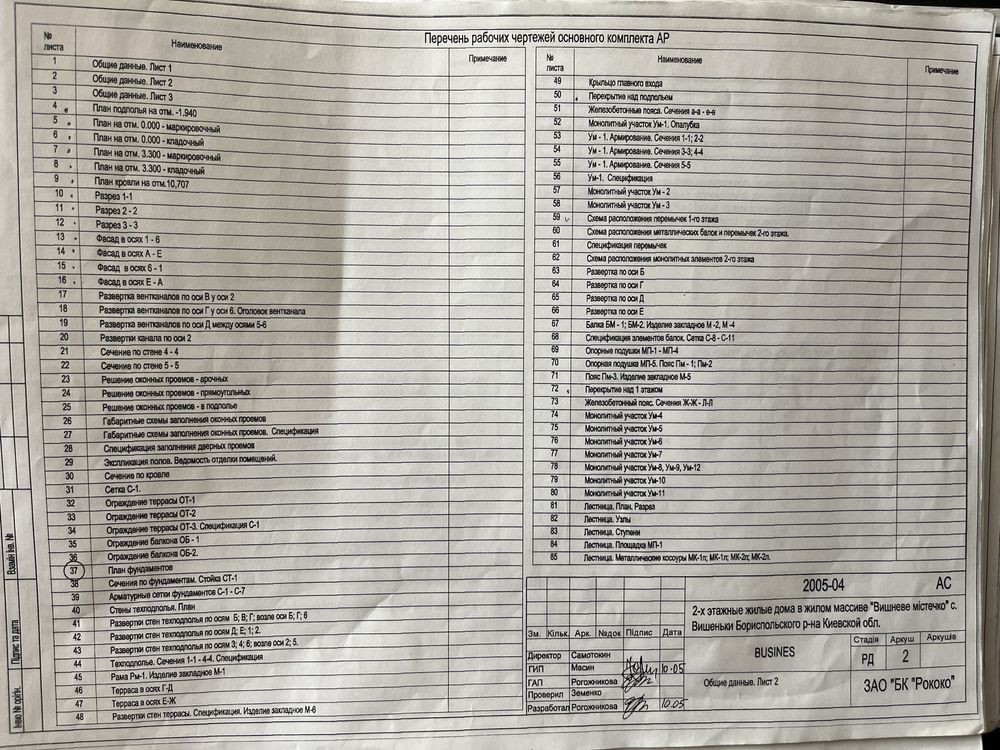 Перечень рабочих чертежей основного комплекта АР
№ листа Наименование Примечание
1 Общие данные. Лист 1
2 Общие данные. Лист 2
3 Общие данные. Лист 3
4 План подполья на отм. -1.940
5 План на отм. 0.000 - маркировочный
6 План на отм. 0.000 - кладочный
7 План на отм. 3.300 - маркировочный
8 План на отм. 3.300 - кладочный
9 План кровли на отм.10,707
10 Разрез 1-1
11 Разрез 2 - 2
12 Разрез 3 - 3
13 Фасад в осях 1 - 6
14 Фасад в осях А - Е
15 Фасад в осях 6 - 1
16 Фасад в осях Е - А
17 Развертка вентканалов по оси В у оси 2
18 Развертка вентканалов по оси Г у оси 6. Оголовок вентканала
19 Развертка вентканалов по оси Д между осями 5-6
20 Развертки канала по оси 2
21 Сечение по стене 4 - 4
22 Сечение по стене 5 - 5
23 Решение оконных проемов - арочных
24 Решение оконных проемов - прямоугольных
25 Решение оконных проемов - в подполье
26 Габаритные схемы заполнения оконных проемов
27 Габаритные схемы заполнения оконных проемов. Спецификация
28 Спецификация заполнения дверных проемов
29 Экспликация полов. Ведомость отделки помещений.
30 Сечение по кровле
31 Сетка С-1.
32 Ограждение террасы ОТ-1
33 Ограждение террасы ОТ-2
34 Ограждение террасы ОТ-3. Спецификация С-1
35 Ограждение балкона ОБ - 1
36 Ограждение балкона ОБ-2.
37 План фундаментов
38 Сечения по фундаментам. Стойка СТ-1
39 Арматурные сетки фундаментов С-1 - С-7
40 Стены техподполья. План
41 Развертки стен техподполья по осям Б; В; Г; возле оси Б; Г; 6
42 Развертки стен техподполья по осям Д; Е; 1; 2.
43 Развертки стен техподполья по осям 3; 4; 6; возле оси 2; 5.
44 Техподполье. Сечения 1-1 - 4-4. Спецификация
45 Рама Рм-1. Изделие закладное М-1
46 Терраса в осях Г-Д
47 Терраса в осях Е-Ж
48 Развертки стен террасы. Спецификация. Изделие закладное М-6
№ листа Наименование Примечание
49 Крыльцо главного входа
50 Перекрытие над подпольем
51 Железобетонные пояса. Сечения а-а - е-е
52 Монолитный участок Ум-1. Опалубка
53 Ум - 1. Армирование. Сечения 1-1; 2-2
54 Ум - 1. Армирование. Сечения 3-3; 4-4
55 Ум - 1. Армирование. Сечения 5-5
56 Ум-1. Спецификация
57 Монолитный участок Ум - 2
58 Монолитный участок Ум - 3
59 Схема расположения перемычек 1-го этажа
60 Схема расположения металлических балок и перемычек 2-го этажа.
61 Спецификация перемычек
62 Схема расположения монолитных элементов 2-го этажа
63 Развертка по оси Б
64 Развертка по оси Г
65 Развертка по оси Д
66 Развертка по оси Е
67 Балка БМ - 1; БМ-2. Изделие закладное М -2, М -4
68 Спецификация элементов балок. Сетка С-8 - С-11
69 Опорные подушки МП-1 - МП-4
70 Опорная подушка МП-5. Пояс Пм - 1; Пм-2
71 Пояс Пм-3. Изделие закладное М-5
72 Перекрытие над 1 этажом
73 Железобетонный пояс. Сечения Ж-Ж - Л-Л
74 Монолитный участок Ум-4
75 Монолитный участок Ум-5
76 Монолитный участок Ум-6
77 Монолитный участок Ум-7
78 Монолитный участок Ум-8, Ум-9, Ум-12
79 Монолитный участок Ум-10
80 Монолитный участок Ум-11
81 Лестница. План. Разрез
82 Лестница. Узлы
83 Лестница. Ступени
84 Лестница. Площадка МП-1
85 Лестница. Металлические косоуры МК-1п; МК-1л; МК-2п; МК-2л.
2005-04 АС
2-х этажные жилые дома в жилом массиве "Вишневе містечко" с.
Вишеньки Бориспольского р-на Киевской обл.
Зм. Кільк. Арк. №док Підпис Дата
Директор Самотокин
ГИП Масин 10.05
ГАП Рогожникова
Проверил Земенко
Разработал Рогожникова 10.05
BUSINES
Стадія Аркуш Аркушів
РД 2
Общие данные. Лист 2
ЗАО "БК "Рококо"
Взамін інв. №
Підпис та дата
Інв№ № оригін.